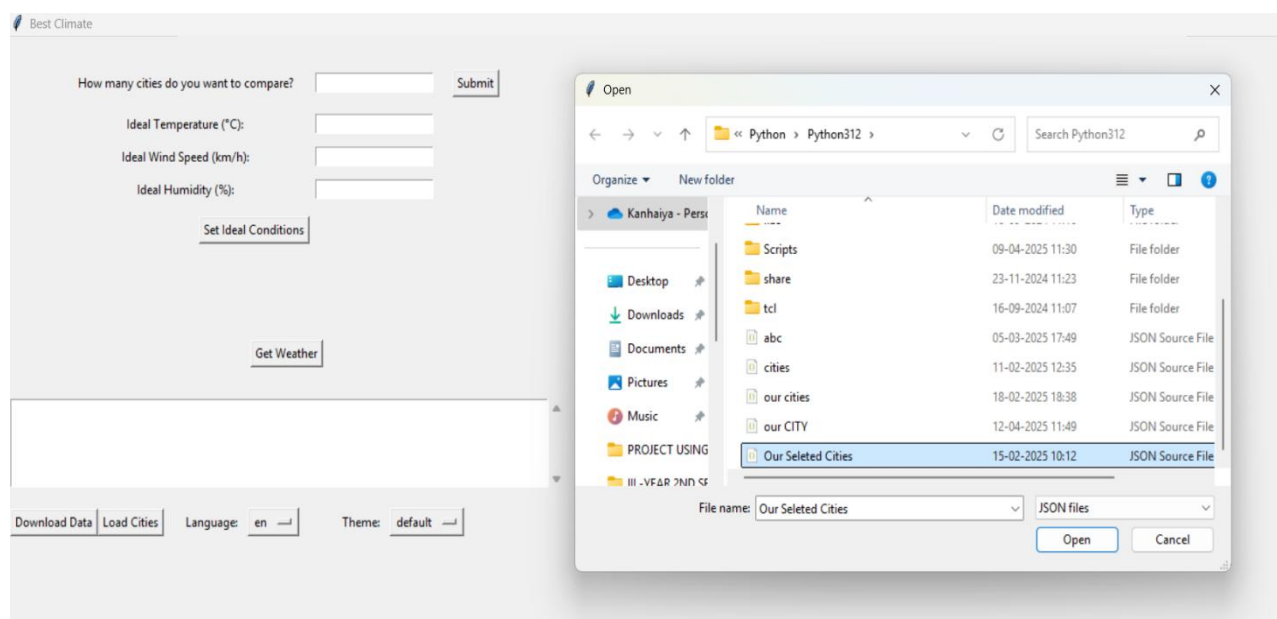 Best Climate
How many cities do you want to compare?
Submit
Ideal Temperature (°C):
Ideal Wind Speed (km/h):
Ideal Humidity (%):
Set Ideal Conditions
Get Weather
Download Data
Load Cities
Language:
en
Theme:
default
Open
« Python › Python312 ›
Search Python312
Organize
New folder
Kanhaiya - Pers
Desktop
Downloads
Documents
Pictures
Music
PROJECT USING
III -YEAR 2ND SE
Name Date modified Type
Scripts 09-04-2025 11:30 File folder
share 23-11-2024 11:23 File folder
tcl 16-09-2024 11:07 File folder
abc 05-03-2025 17:49 JSON Source File
cities 11-02-2025 12:35 JSON Source File
our cities 18-02-2025 18:38 JSON Source File
our CITY 12-04-2025 11:49 JSON Source File
Our Seleted Cities 15-02-2025 10:12 JSON Source File
File name: Our Seleted Cities
JSON files
Open
Cancel